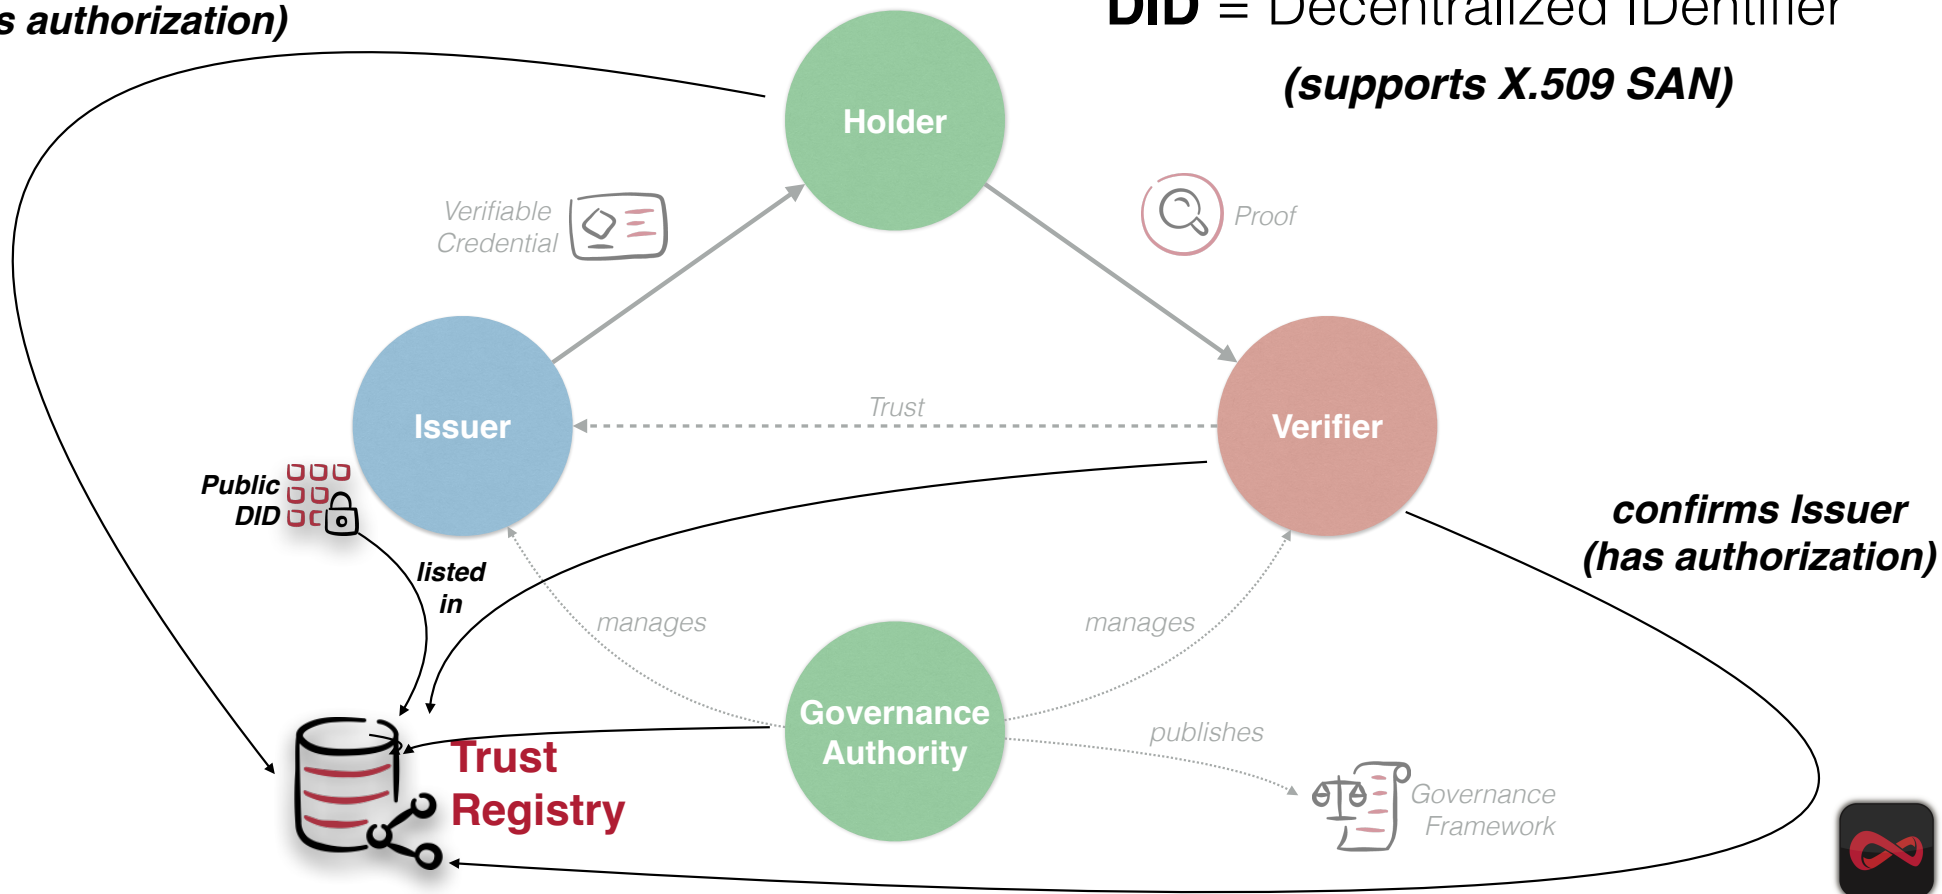 authorization)
DID = Decentralized IDentifier
(supports X.509 SAN)
Holder
Verifiable
Credential
Proof
Issuer
Trust
Verifier
Public
DID
listed
in
confirms Issuer
(has authorization)
manages
manages
Governance
Authority
publishes
Trust
Registry
Governance
Framework